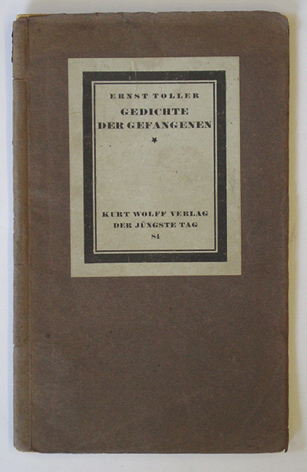 ERNST TOLLER
GEDICHTE
DER GEFANGENEN
*
KURT WOLFF VERLAG
DER JÜNGSTE TAG
84